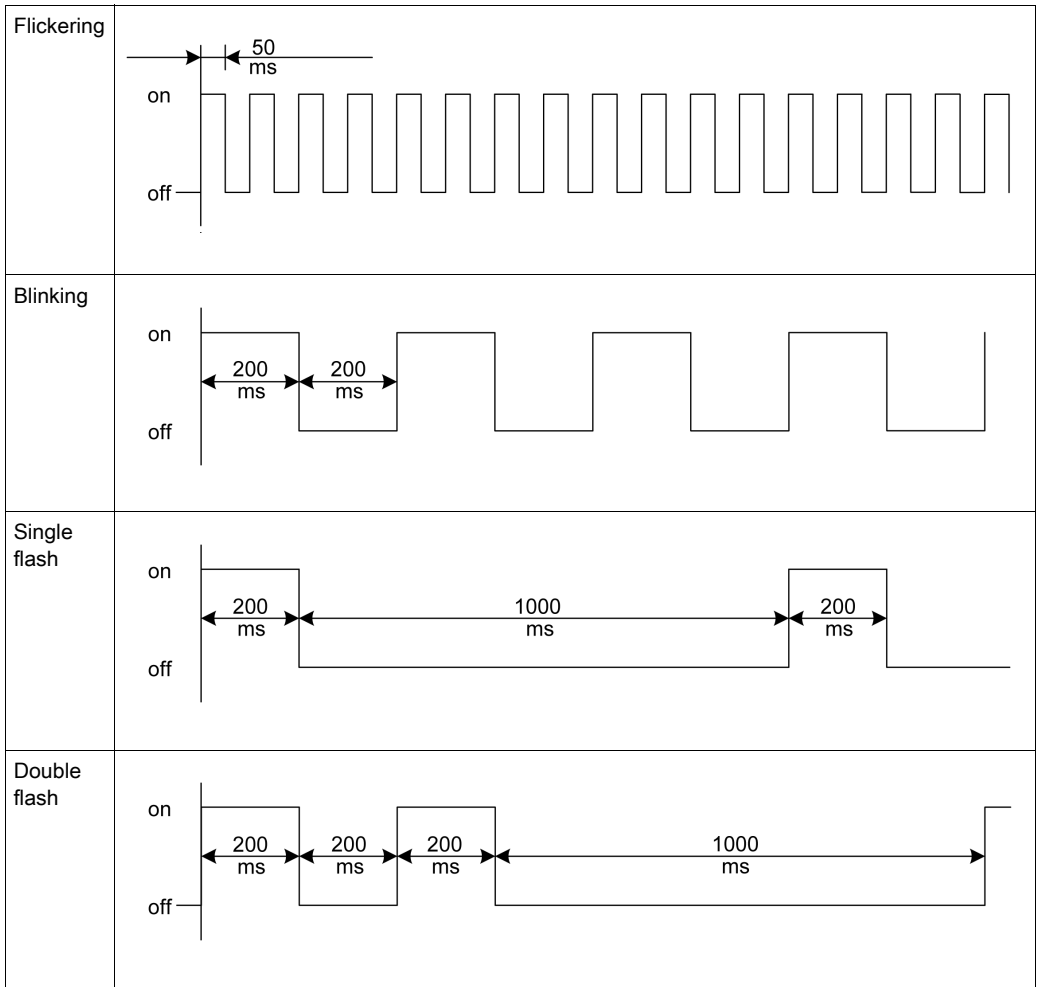 Flickering
50
ms
on
off
Blinking
on
200 200
ms ms
off
Single
flash
on
200 1000 200
ms ms ms
off
Double
flash
on
200 200 200 1000
ms ms ms ms
off